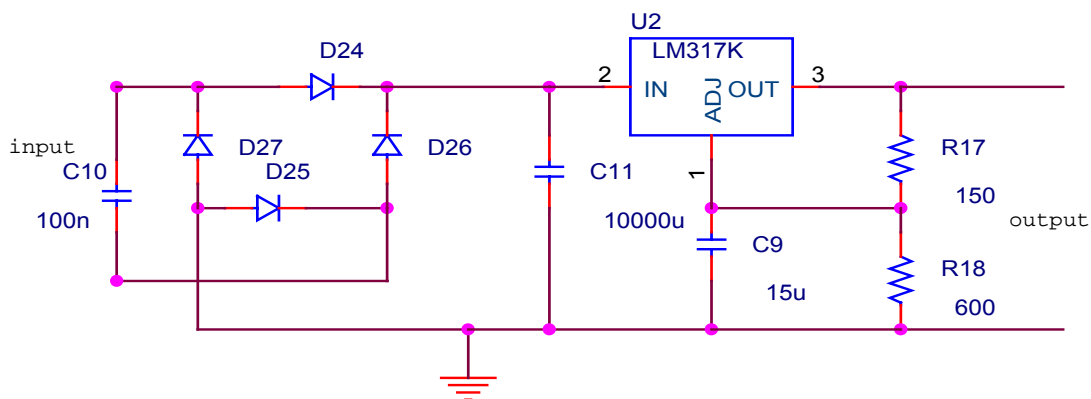 U2
D24
LM317K
2
3
IN
ADJ
OUT
input
D27
D26
R17
C10
D25
C11
1
150
100n
10000u
output
C9
R18
15u
600